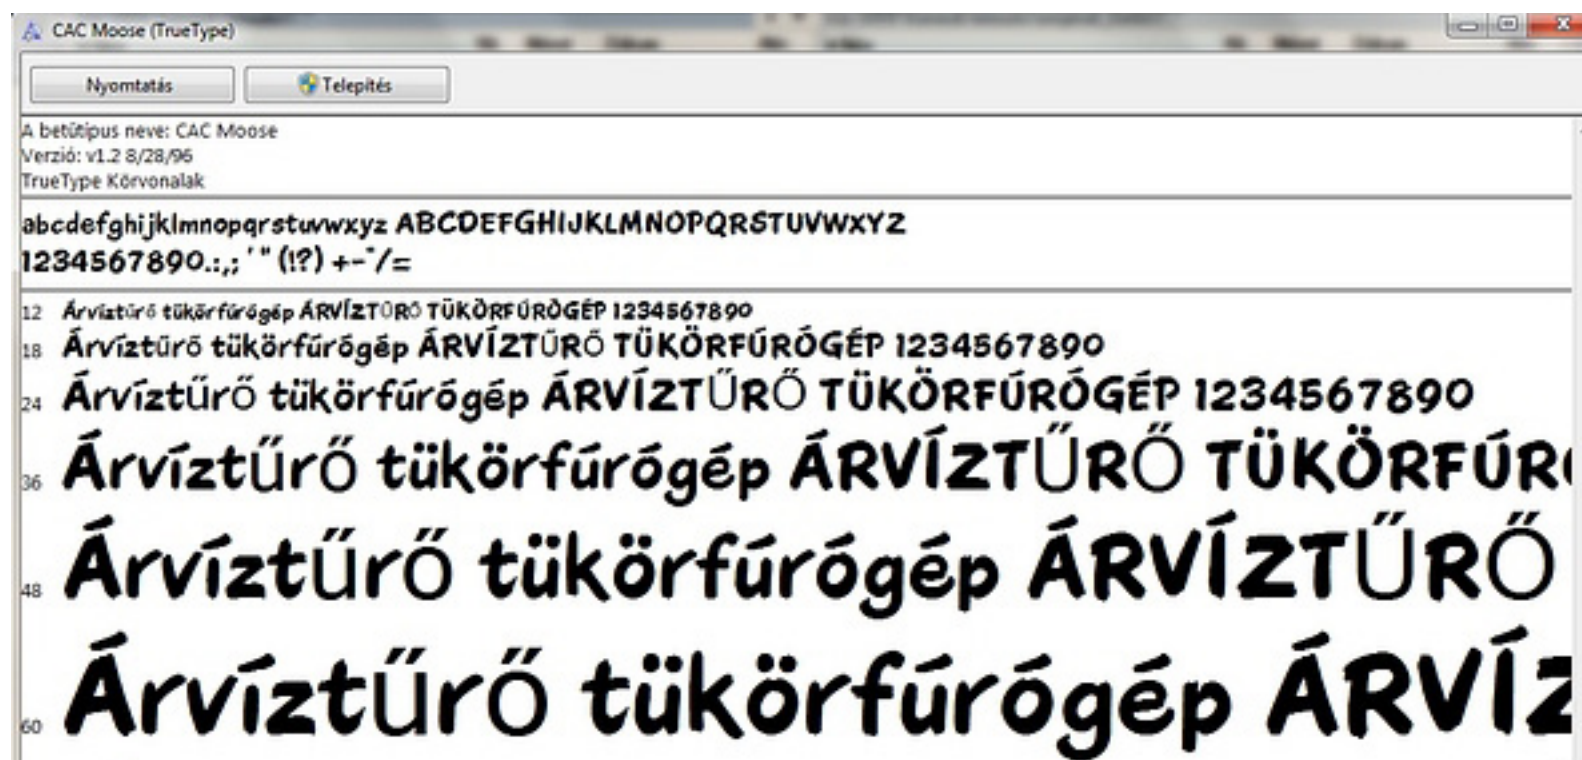 CAC Moose (TrueType)
Nyomtatás Telepítés
A betűtípus neve: CAC Moose
Verzió: v1.2 8/28/96
TrueType Körvonalak
abcdefghijklmnopqrstuvwxyz ABCDEFGHIJKLMNOPQRSTUVWXYZ
1234567890.:,; ' " (!?) +-*/=
12 Árvíztűrő tükörfúrógép ÁRVÍZTŰRŐ TÜKÖRFÚRÓGÉP 1234567890
18 Árvíztűrő tükörfúrógép ÁRVÍZTŰRŐ TÜKÖRFÚRÓGÉP 1234567890
24 Árvíztűrő tükörfúrógép ÁRVÍZTŰRŐ TÜKÖRFÚRÓGÉP 1234567890
36 Árvíztűrő tükörfúrógép ÁRVÍZTŰRŐ TÜKÖRFÚR
48 Árvíztűrő tükörfúrógép ÁRVÍZTŰRŐ
60 Árvíztűrő tükörfúrógép ÁRVÍZ